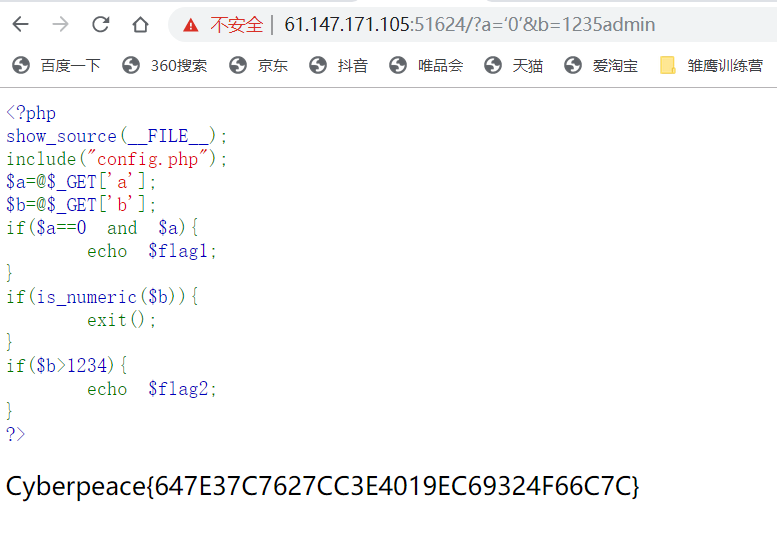 不安全 | 61.147.171.105:51624/?a=‘0’&b=1235admin
百度一下 360搜索 京东 抖音 唯品会 天猫 爱淘宝 雏鹰训练营
<?php
show_source(__FILE__);
include("config.php");
$a=@$_GET['a'];
$b=@$_GET['b'];
if($a==0 and $a){
echo $flag1;
}
if(is_numeric($b)){
exit();
}
if($b>1234){
echo $flag2;
}
?>
Cyberpeace{647E37C7627CC3E4019EC69324F66C7C}